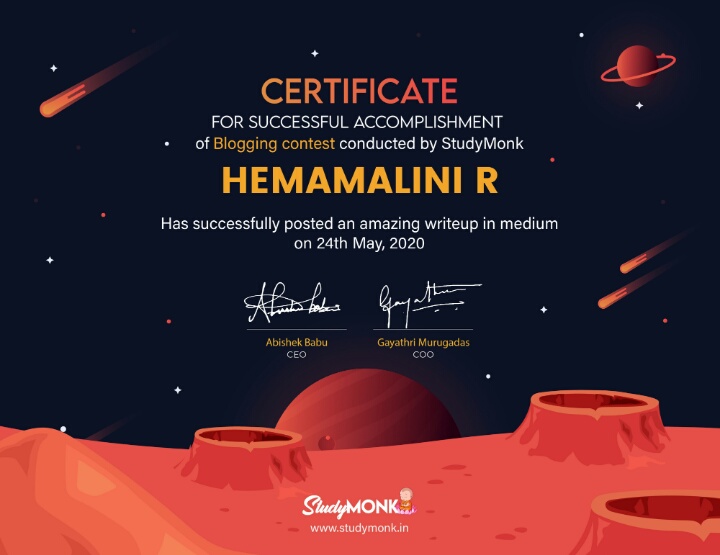 CERTIFICATE
FOR SUCCESSFUL ACCOMPLISHMENT
of Blogging contest conducted by StudyMonk
HEMAMALINI R
Has successfully posted an amazing writeup in medium
on 24th May, 2020
Abishek Babu
CEO
Gayathri Murugadas
COO
StudyMONK
www.studymonk.in